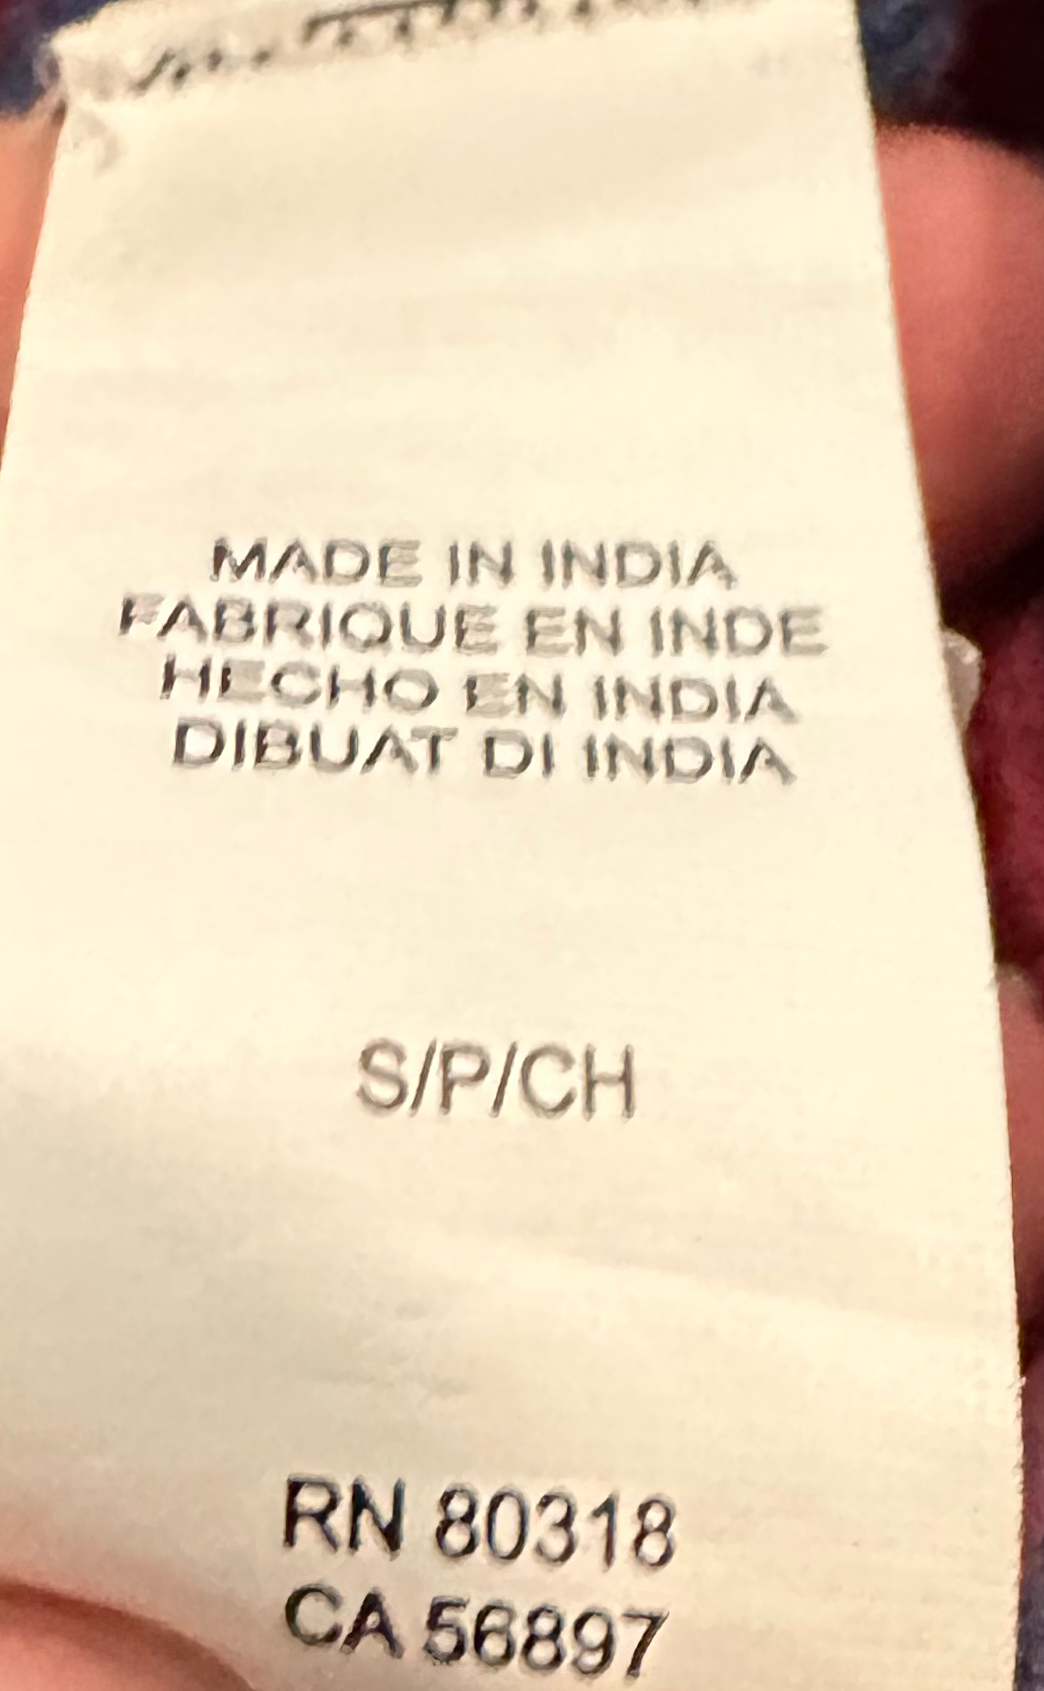 MADE IN INDIA
FABRIQUE EN INDE
HECHO EN INDIA
DIBUAT DI INDIA
S/P/CH
RN 80318
CA 56897